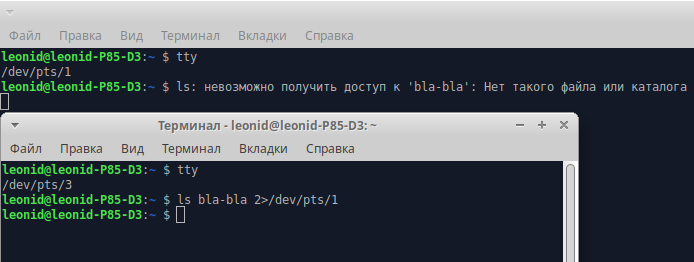 Файл Правка Вид Терминал Вкладки Справка
leonid@leonid-P85-D3:~ $ tty
/dev/pts/1
leonid@leonid-P85-D3:~ $ ls: невозможно получить доступ к 'bla-bla': Нет такого файла или каталога
Терминал - leonid@leonid-P85-D3: ~
Файл Правка Вид Терминал Вкладки Справка
leonid@leonid-P85-D3:~ $ tty
/dev/pts/3
leonid@leonid-P85-D3:~ $ ls bla-bla 2>/dev/pts/1
leonid@leonid-P85-D3:~ $